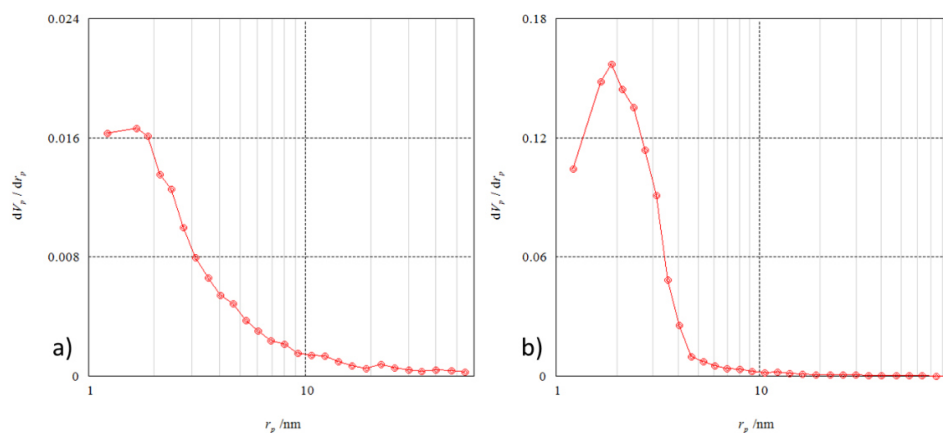 0.024
0.016
0.008
0
dV_p / dr_p
a)
1
10
r_p /nm
0.18
0.12
0.06
0
dV_p / dr_p
b)
1
10
r_p /nm